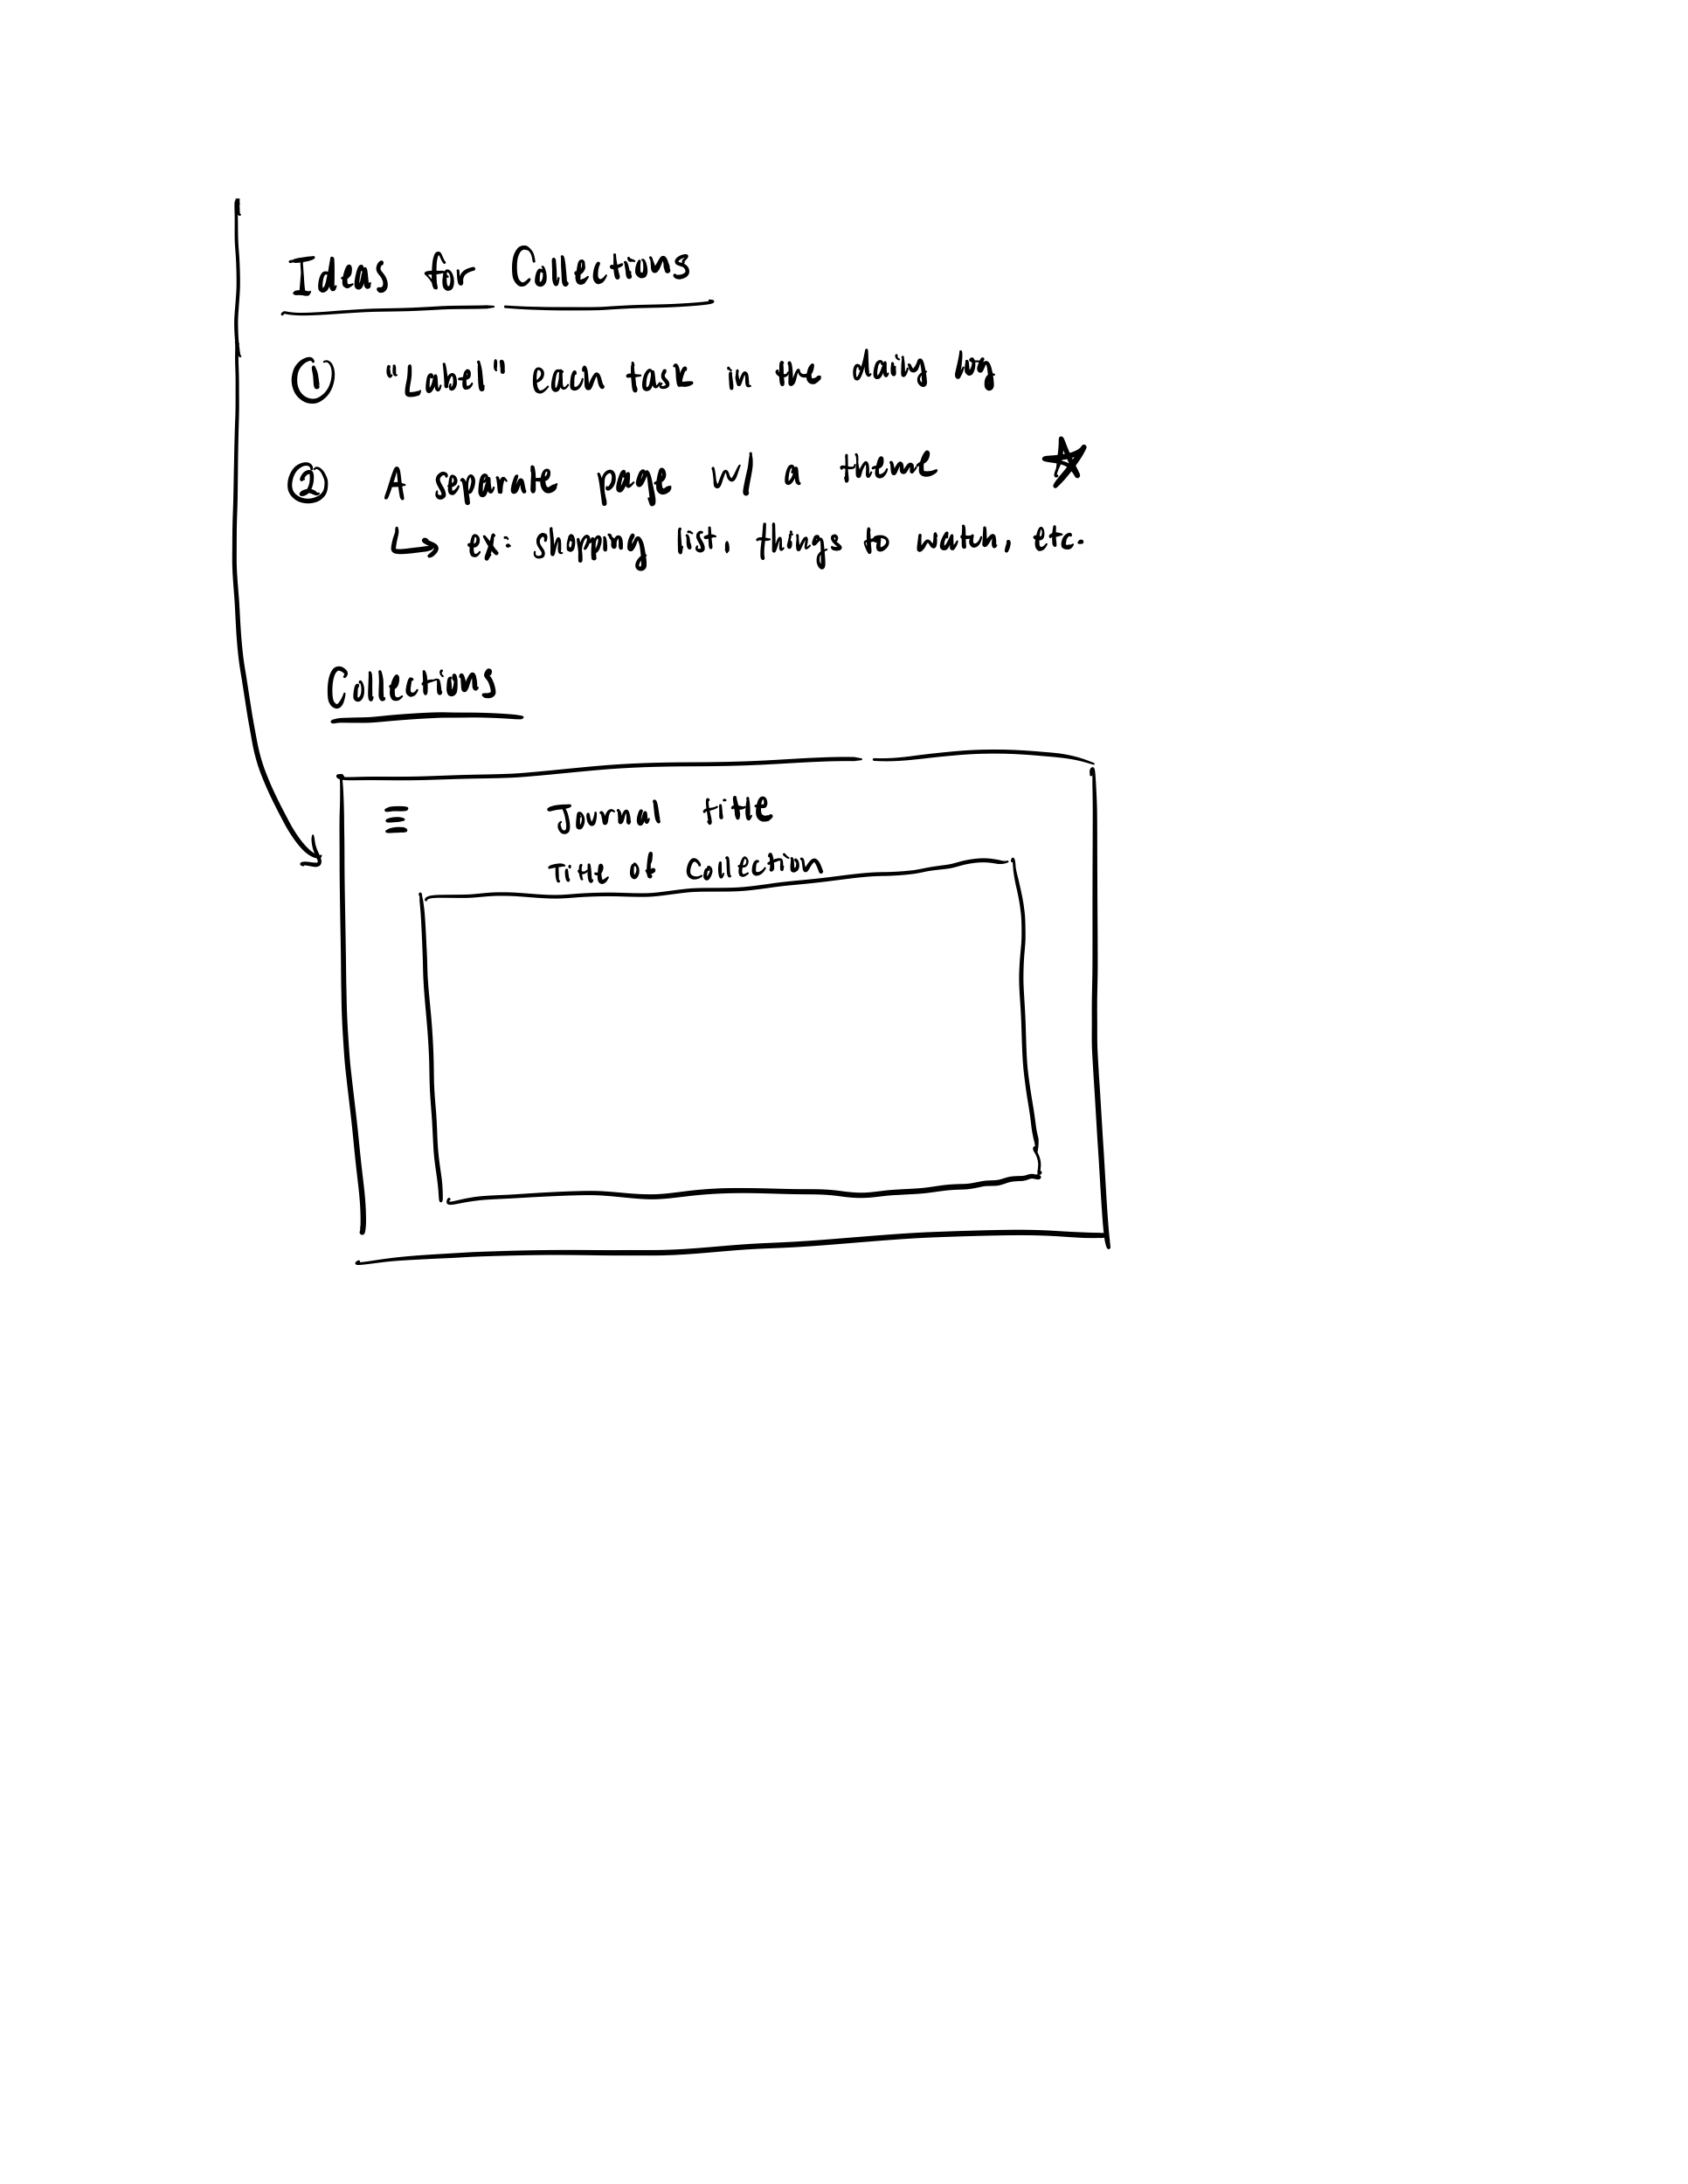 Ideas for Collections
① "Label" each task in the daily log
② A separate page w/ a theme ☆
↳ ex: shopping list, things to watch, etc.
Collections
Journal title
Title of Collection